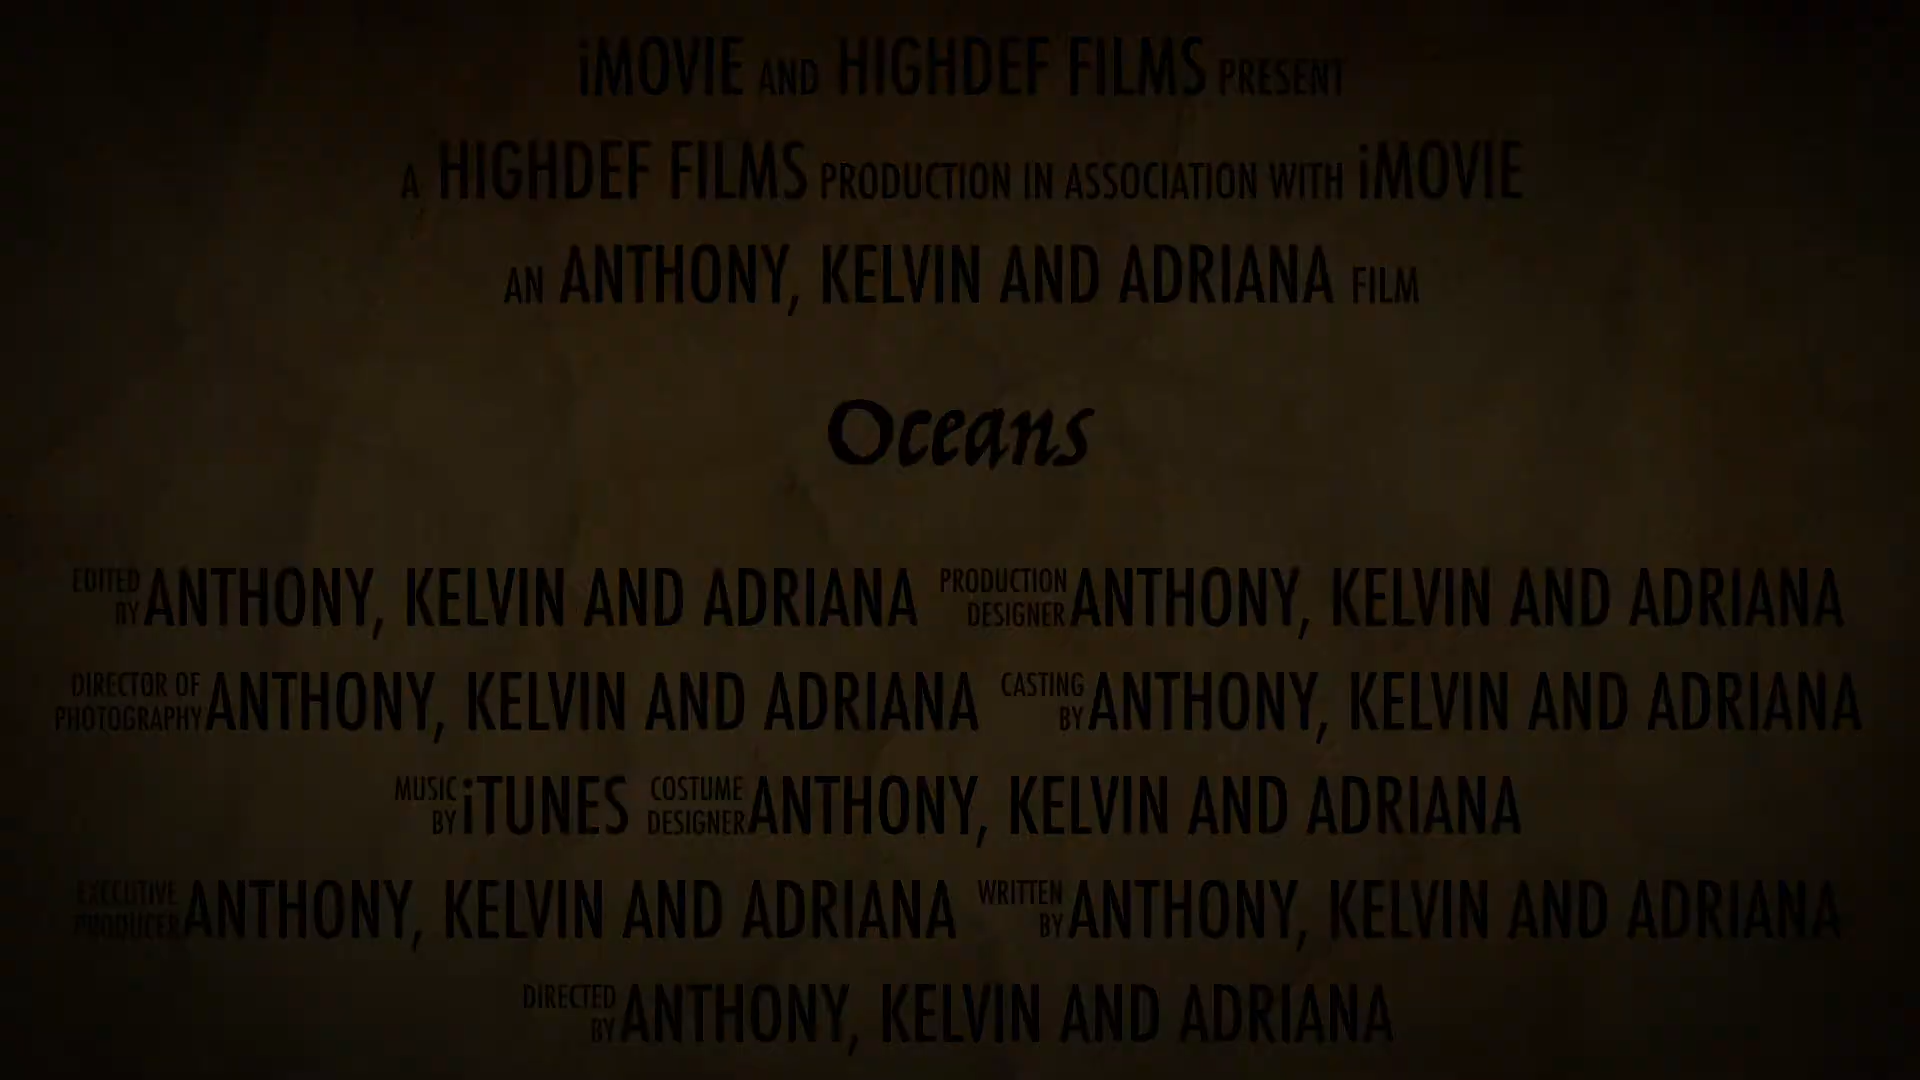 iMOVIE AND HIGHDEF FILMS PRESENT
A HIGHDEF FILMS PRODUCTION IN ASSOCIATION WITH iMOVIE
AN ANTHONY, KELVIN AND ADRIANA FILM
Oceans
EDITED BY ANTHONY, KELVIN AND ADRIANA PRODUCTION DESIGNER ANTHONY, KELVIN AND ADRIANA
DIRECTOR OF PHOTOGRAPHY ANTHONY, KELVIN AND ADRIANA CASTING BY ANTHONY, KELVIN AND ADRIANA
MUSIC BY iTUNES COSTUME DESIGNER ANTHONY, KELVIN AND ADRIANA
EXECUTIVE PRODUCER ANTHONY, KELVIN AND ADRIANA WRITTEN BY ANTHONY, KELVIN AND ADRIANA
DIRECTED BY ANTHONY, KELVIN AND ADRIANA